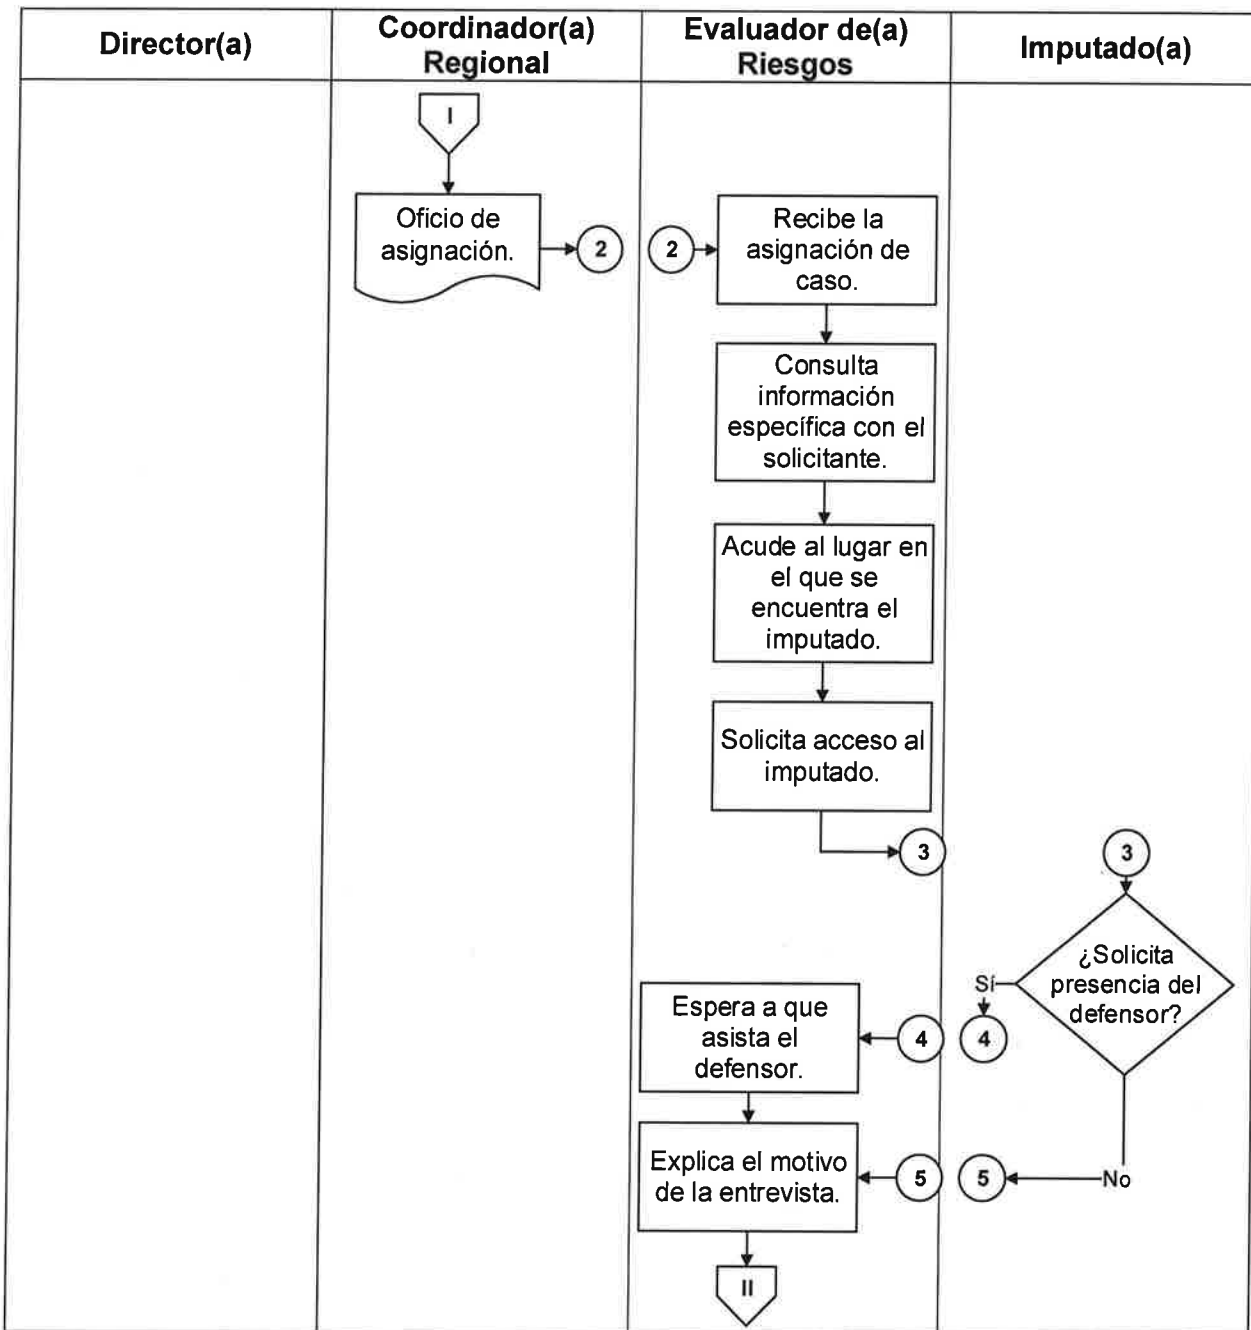 Director(a)
Coordinador(a)
Regional
Evaluador de(a)
Riesgos
Imputado(a)
I
Oficio de
asignación.
2
2
Recibe la
asignación de
caso.
Consulta
información
específica con el
solicitante.
Acude al lugar en
el que se
encuentra el
imputado.
Solicita acceso al
imputado.
3
3
¿Solicita
presencia del
defensor?
Sí
4
4
Espera a que
asista el
defensor.
No
5
5
Explica el motivo
de la entrevista.
II